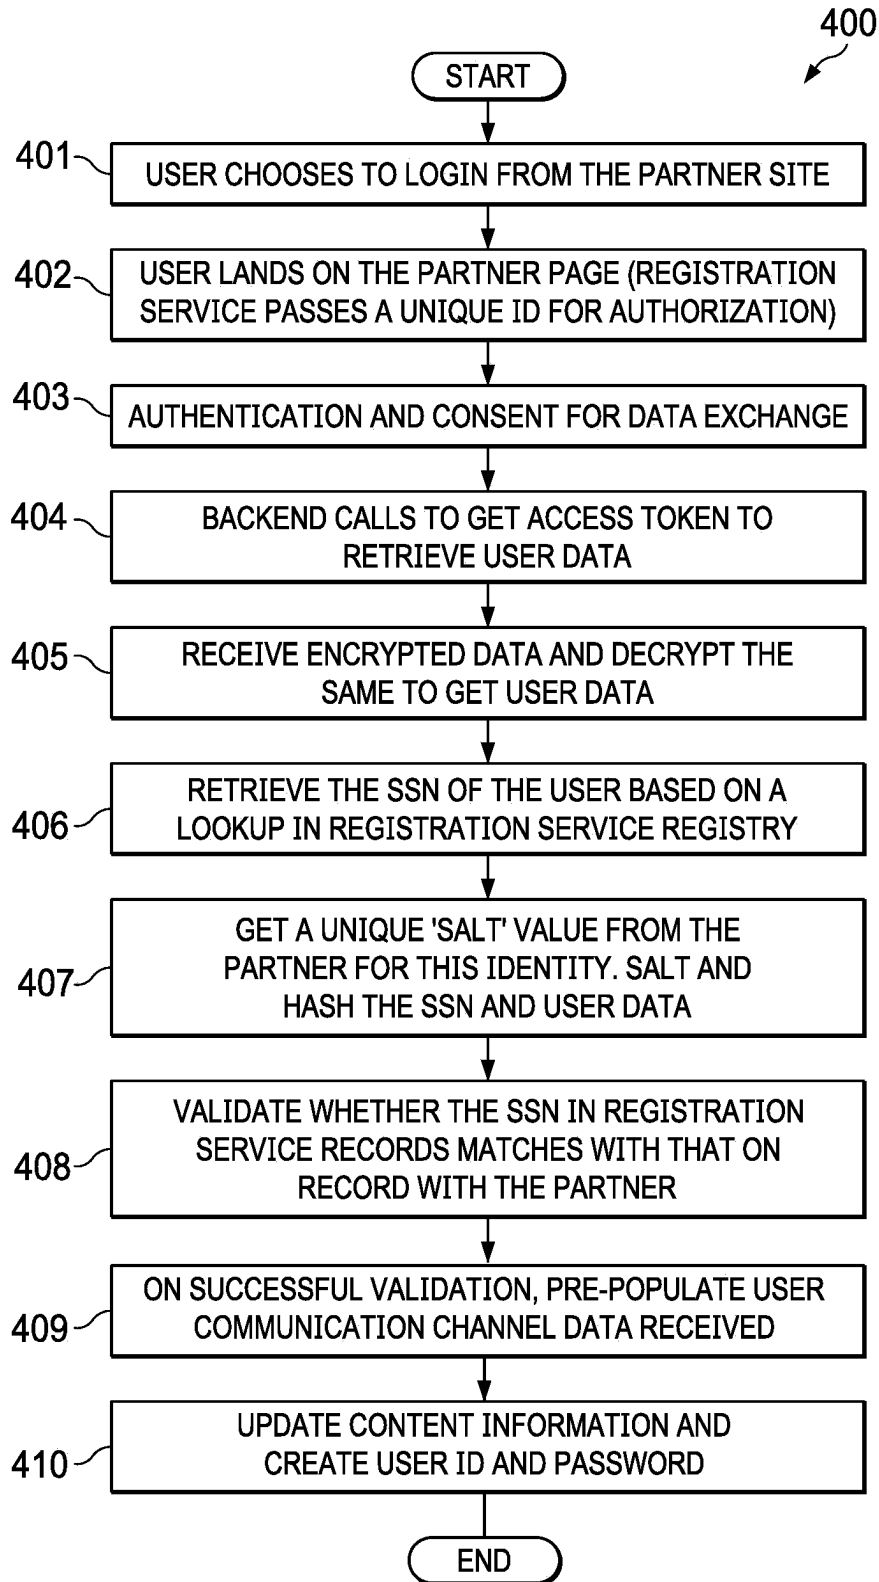 400
START
401
USER CHOOSES TO LOGIN FROM THE PARTNER SITE
402
USER LANDS ON THE PARTNER PAGE (REGISTRATION
SERVICE PASSES A UNIQUE ID FOR AUTHORIZATION)
403
AUTHENTICATION AND CONSENT FOR DATA EXCHANGE
404
BACKEND CALLS TO GET ACCESS TOKEN TO
RETRIEVE USER DATA
405
RECEIVE ENCRYPTED DATA AND DECRYPT THE
SAME TO GET USER DATA
406
RETRIEVE THE SSN OF THE USER BASED ON A
LOOKUP IN REGISTRATION SERVICE REGISTRY
407
GET A UNIQUE 'SALT' VALUE FROM THE
PARTNER FOR THIS IDENTITY. SALT AND
HASH THE SSN AND USER DATA
408
VALIDATE WHETHER THE SSN IN REGISTRATION
SERVICE RECORDS MATCHES WITH THAT ON
RECORD WITH THE PARTNER
409
ON SUCCESSFUL VALIDATION, PRE-POPULATE USER
COMMUNICATION CHANNEL DATA RECEIVED
410
UPDATE CONTENT INFORMATION AND
CREATE USER ID AND PASSWORD
END